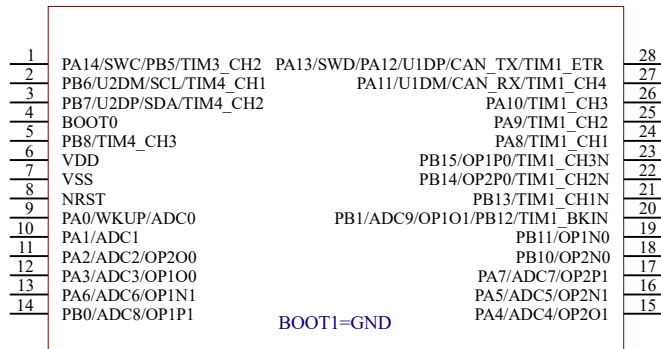 1 PA14/SWC/PB5/TIM3_CH2 PA13/SWD/PA12/U1DP/CAN_TX/TIM1_ETR 28
2 PB6/U2DM/SCL/TIM4_CH1 PA11/U1DM/CAN_RX/TIM1_CH4 27
3 PB7/U2DP/SDA/TIM4_CH2 PA10/TIM1_CH3 26
4 BOOT0 PA9/TIM1_CH2 25
5 PB8/TIM4_CH3 PA8/TIM1_CH1 24
6 VDD PB15/OP1P0/TIM1_CH3N 23
7 VSS PB14/OP2P0/TIM1_CH2N 22
8 NRST PB13/TIM1_CH1N 21
9 PA0/WKUP/ADC0 PB1/ADC9/OP1O1/PB12/TIM1_BKIN 20
10 PA1/ADC1 PB11/OP1N0 19
11 PA2/ADC2/OP2O0 PB10/OP2N0 18
12 PA3/ADC3/OP1O0 PA7/ADC7/OP2P1 17
13 PA6/ADC6/OP1N1 PA5/ADC5/OP2N1 16
14 PB0/ADC8/OP1P1 PA4/ADC4/OP2O1 15
BOOT1=GND